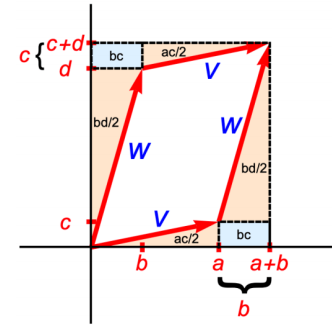 c { c+d bc ac/2
d V
bd/2 W W bd/2
V
c bc
ac/2
b a a+b
b